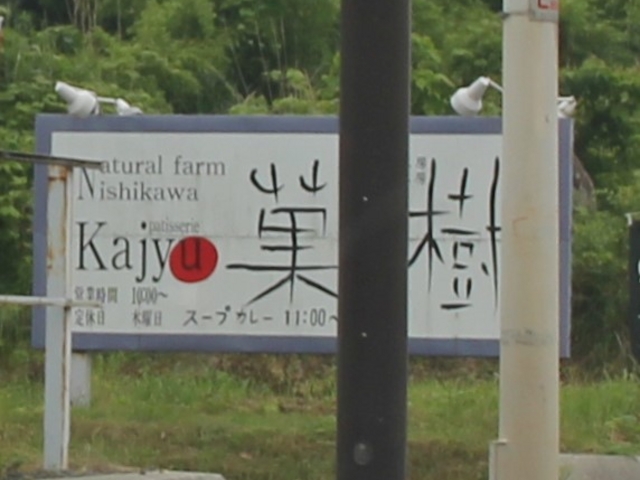 Natural farm
Nishikawa
patisserie
Kajyu
菓樹
営業時間 10:00~
定休日 水曜日 スープカレー 11:00~